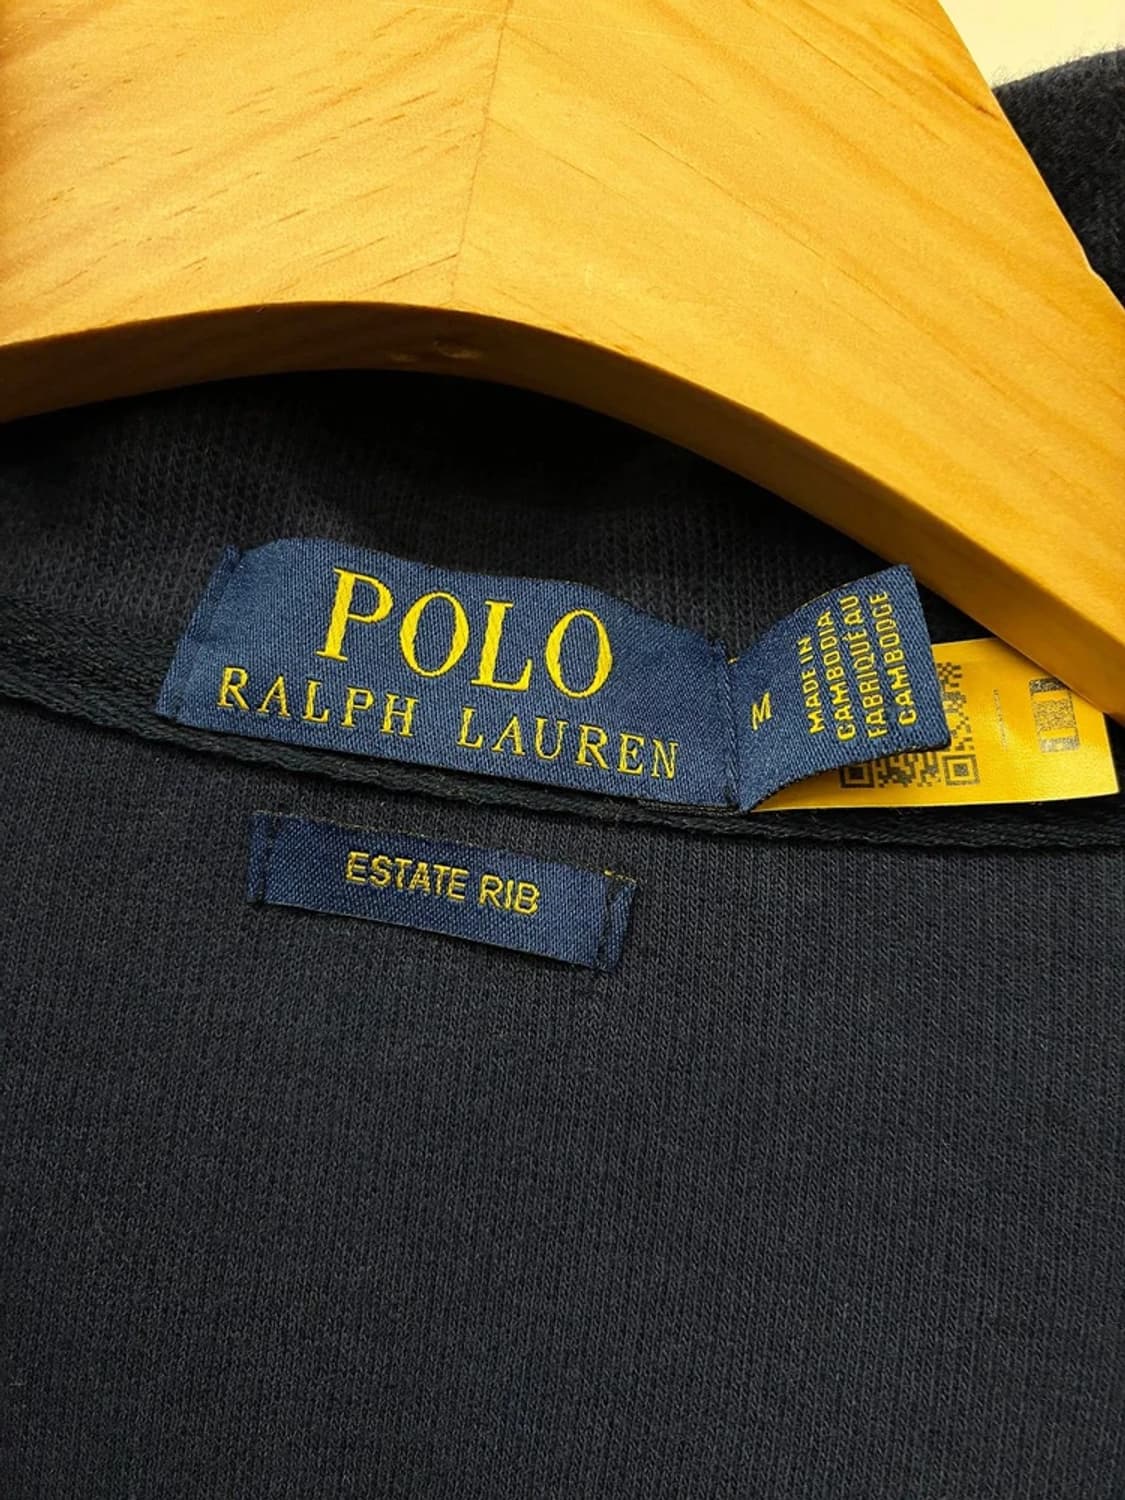 POLO
RALPH LAUREN
M
MADE IN
CAMBODIA
FABRIQUÉ AU
CAMBODGE
ESTATE RIB